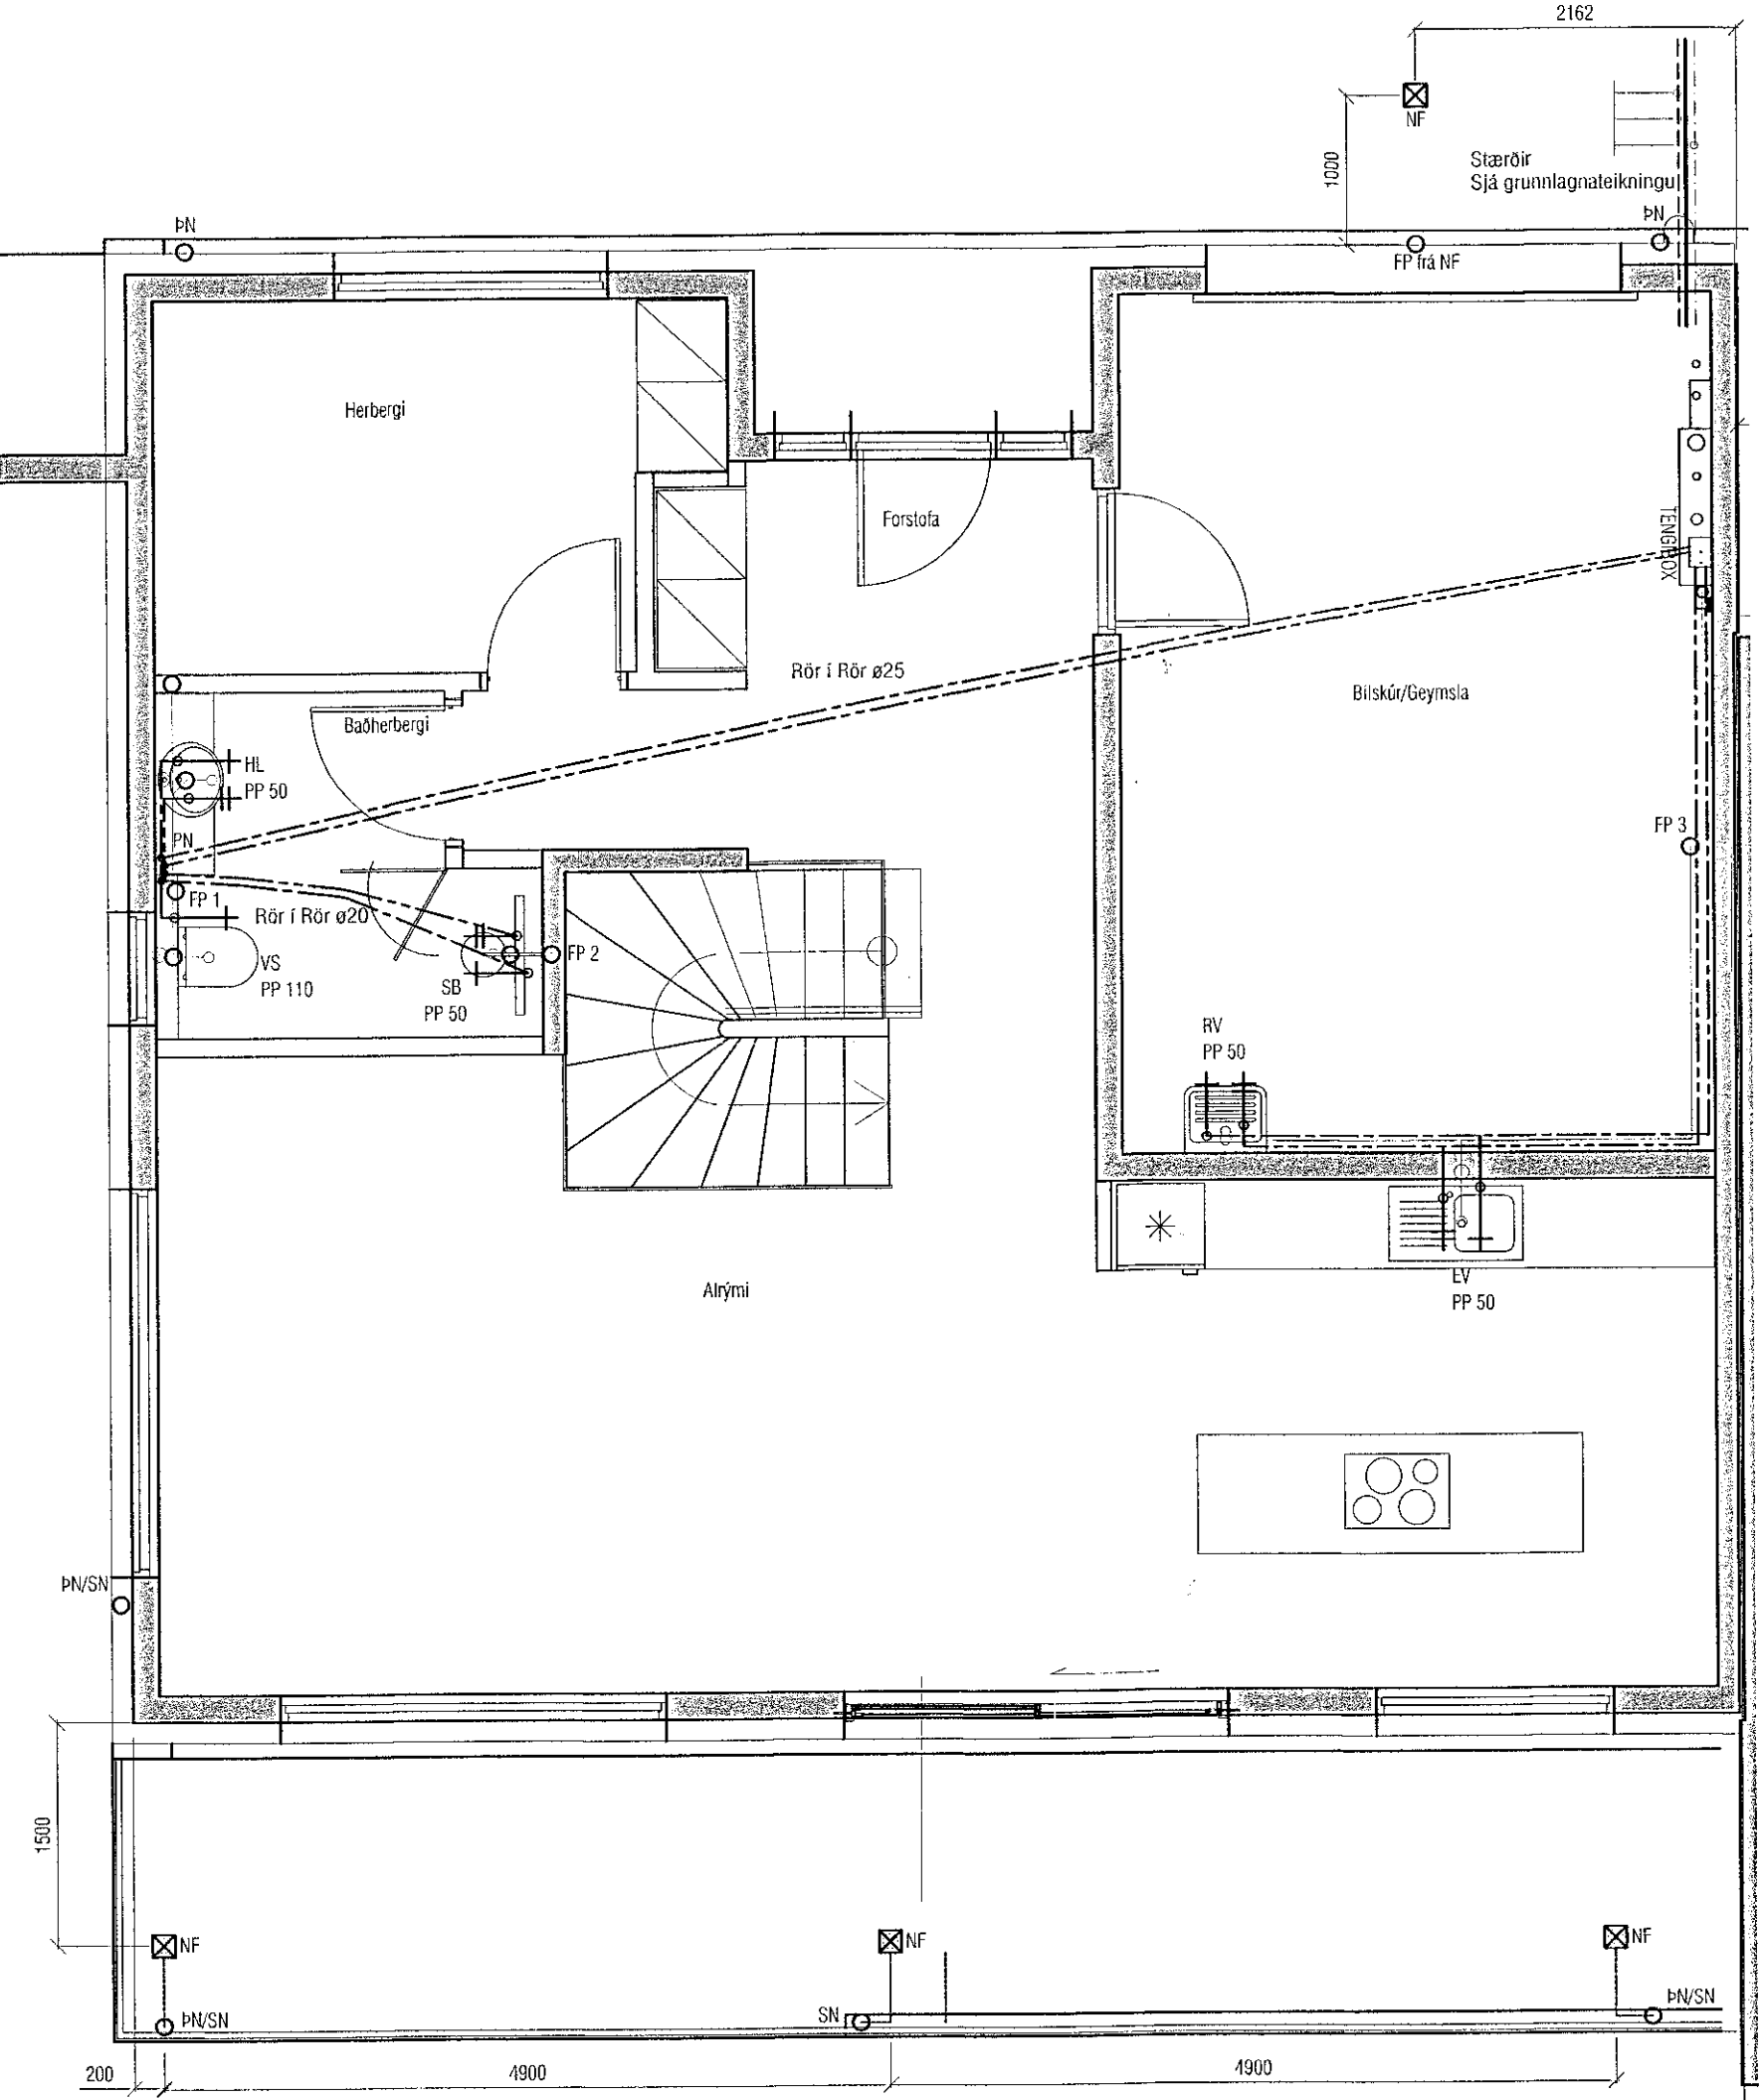 2162
NF
1000
Stærðir
Sjá grunnlagnateikningu
ÞN
ÞN
FP frá NF
Herbergi
Forstofa
TENGIBOX
Rör í Rör ø25
Bílskúr/Geymsla
Baðherbergi
HL
PP 50
PN
FP 3
FP 1
Rör í Rör ø20
FP 2
VS
PP 110
SB
PP 50
RV
PP 50
EV
PP 50
Alrými
ÞN/SN
1500
NF
NF
NF
ÞN/SN
SN
ÞN/SN
200
4900
4900